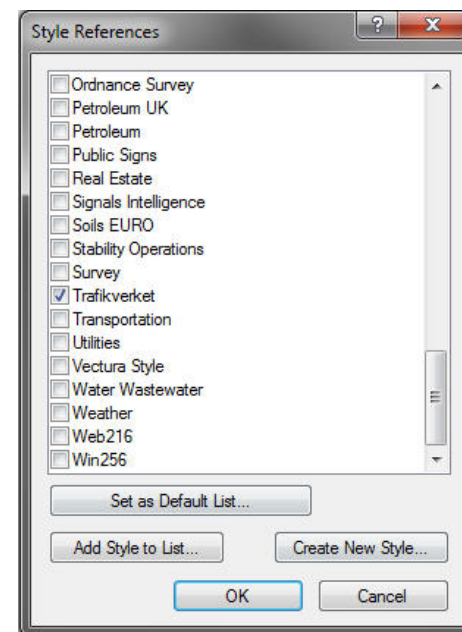 Style References
Ordnance Survey
Petroleum UK
Petroleum
Public Signs
Real Estate
Signals Intelligence
Soils EURO
Stability Operations
Survey
Trafikverket
Transportation
Utilities
Vectura Style
Water Wastewater
Weather
Web216
Win256
Set as Default List...
Add Style to List...
Create New Style...
OK
Cancel